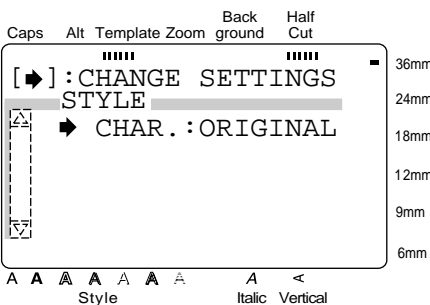 Back Half
Caps Alt Template Zoom ground Cut
[➡]:CHANGE SETTINGS
STYLE
➡ CHAR.:ORIGINAL
36mm
24mm
18mm
12mm
9mm
6mm
A A A A A A A A A
Style Italic Vertical